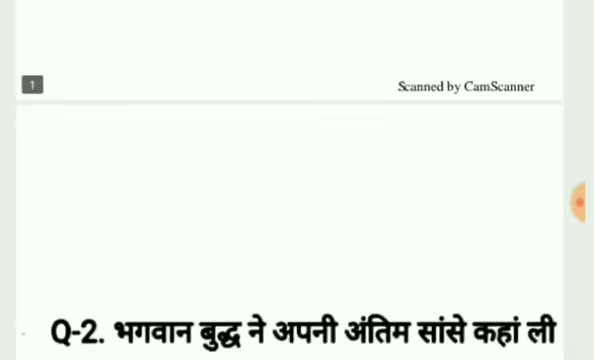 1
Scanned by CamScanner
Q-2. भगवान बुद्ध ने अपनी अंतिम सांसे कहां ली